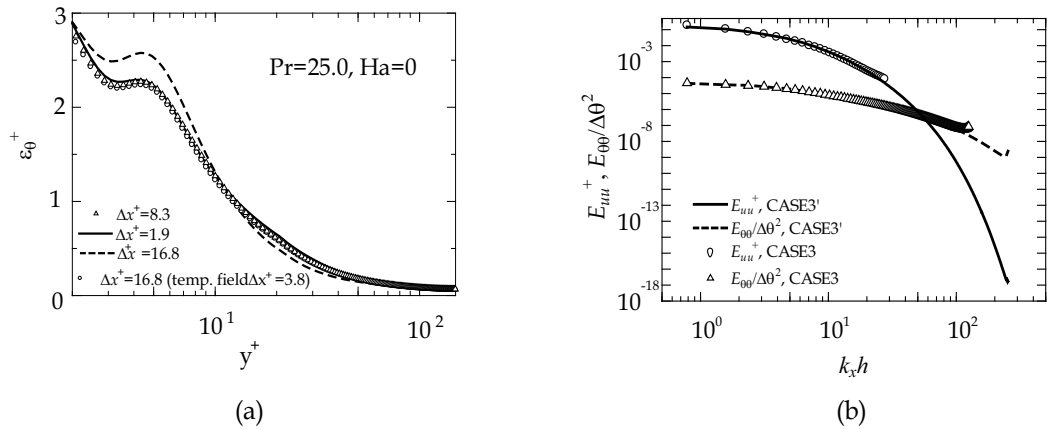 3
2
1
0
ε_θ^+
Pr=25.0, Ha=0
Δx^+=8.3
Δx^+=1.9
Δx^+=16.8
Δx^+=16.8 (temp. fieldΔx^+=3.8)
10^1
10^2
y^+
(a)
10^-3
10^-8
10^-13
10^-18
E_uu^+, E_θθ/Δθ^2
E_uu^+, CASE3'
E_θθ/Δθ^2, CASE3'
E_uu^+, CASE3
E_θθ/Δθ^2, CASE3
10^0
10^1
10^2
k_xh
(b)